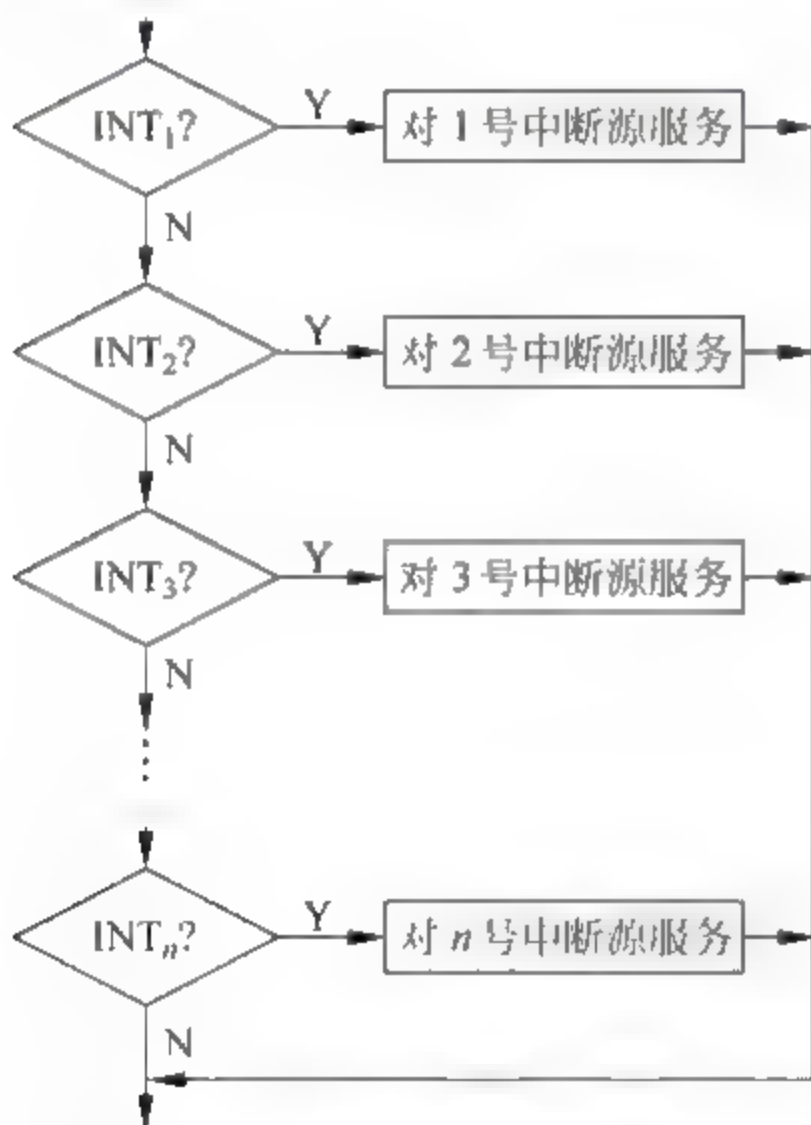 INT₁?
Y
对 1 号中断源服务
N
INT₂?
Y
对 2 号中断源服务
N
INT₃?
Y
对 3 号中断源服务
N
⋮
INTₙ?
Y
对 n 号中断源服务
N